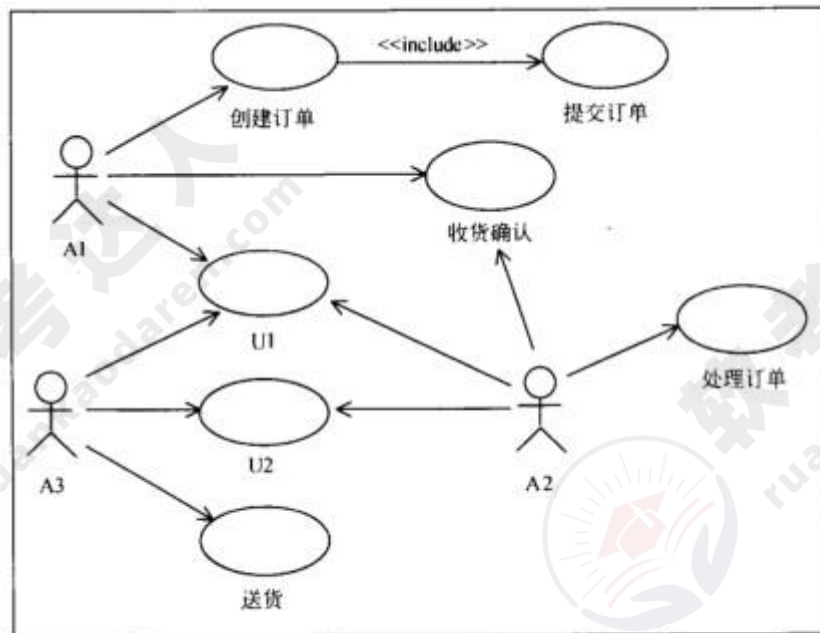 <<include>>
创建订单
提交订单
A1
收货确认
U1
处理订单
A3
U2
A2
送货